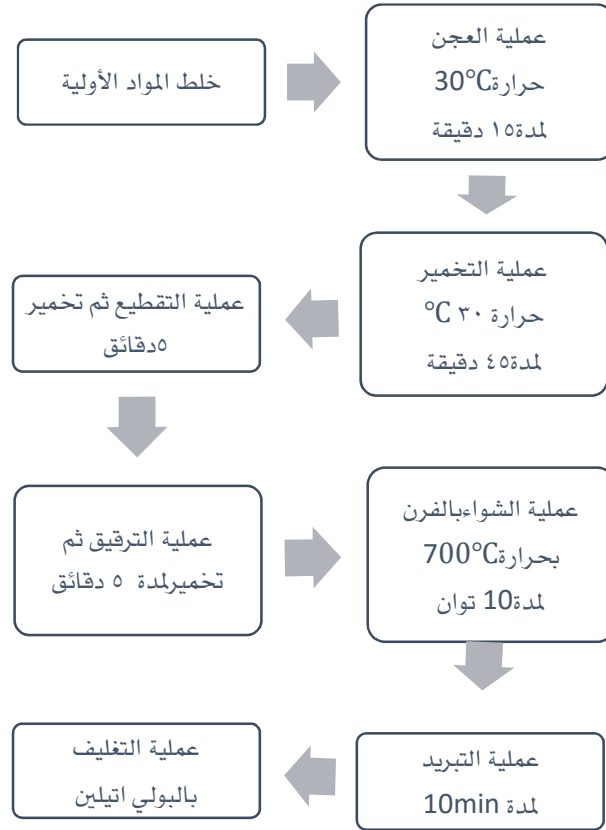 خلط المواد الأولية
عملية العجن
حرارة30°C
لمدة١٥ دقيقة
عملية التخمير
حرارة ٣٠ °C
لمدة٤٥ دقيقة
عملية التقطيع ثم تخمير
٥دقائق
عملية الترقيق ثم
تخميرلمدة ٥ دقائق
عملية الشواءبالفرن
بحرارة700°C
لمدة10 توان
عملية التبريد
لمدة 10min
عملية التغليف
بالبولي اتيلين